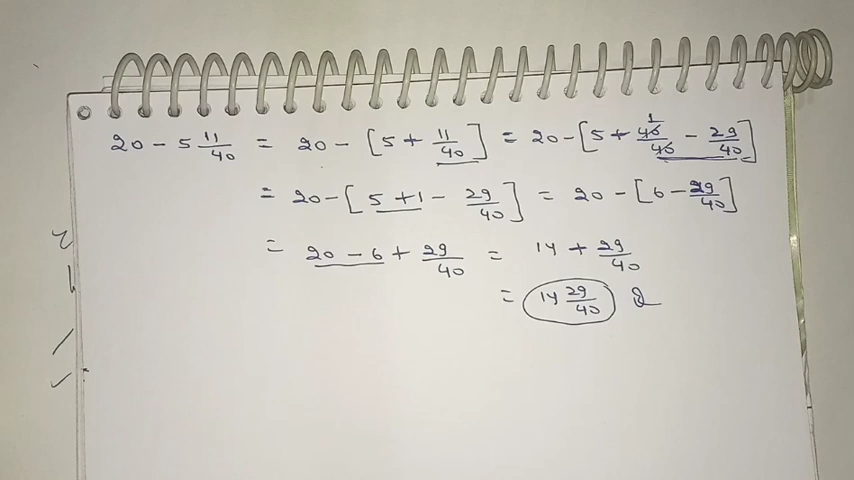 20 - 5 11/40 = 20 - [5 + 11/40] = 20 - [5 + 40/40 1 - 29/40]
= 20 - [5 + 1 - 29/40] = 20 - [6 - 29/40]
= 20 - 6 + 29/40 = 14 + 29/40
= 14 29/40